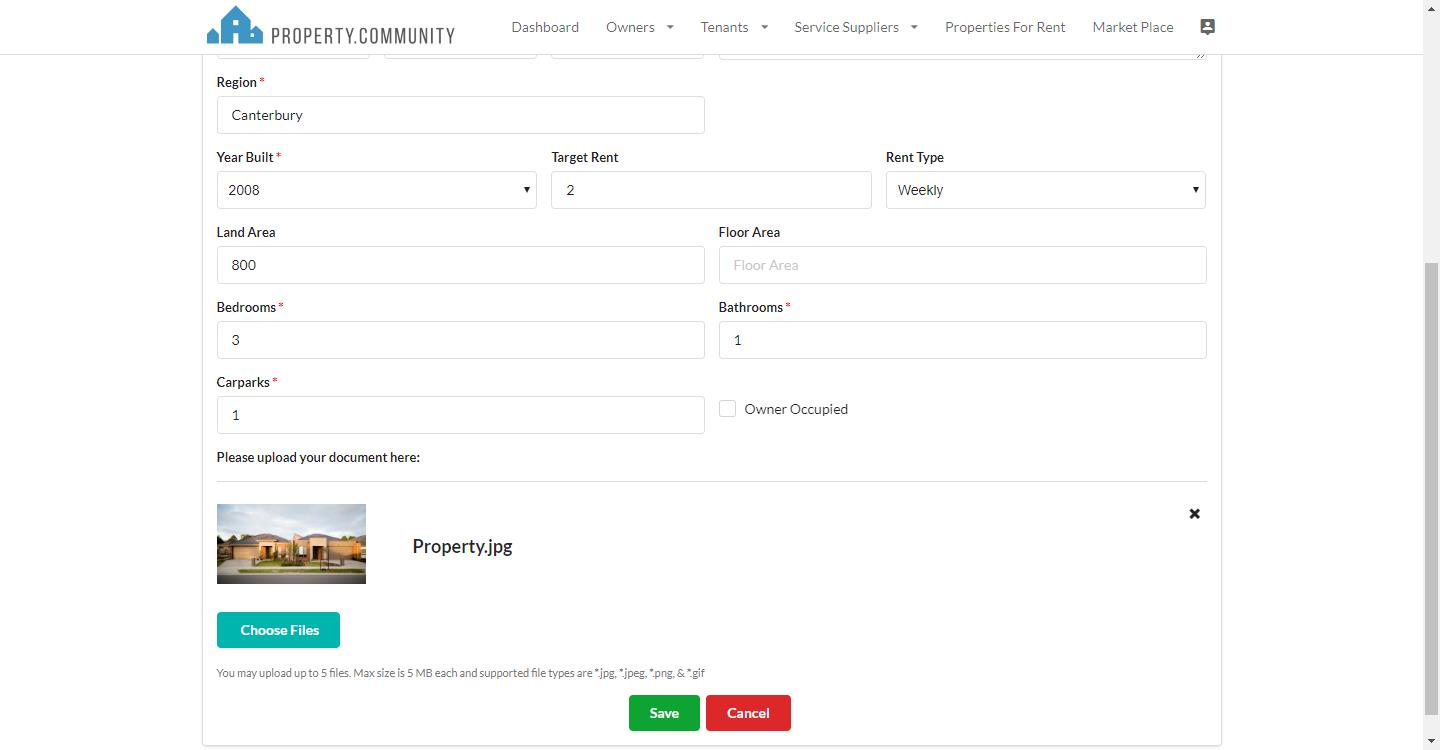 PROPERTY.COMMUNITY Dashboard Owners Tenants Service Suppliers Properties For Rent Market Place
Region *
Canterbury
Year Built * Target Rent Rent Type
2008 2 Weekly
Land Area Floor Area
800 Floor Area
Bedrooms * Bathrooms *
3 1
Carparks *
1 Owner Occupied
Please upload your document here:
Property.jpg
Choose Files
You may upload up to 5 files. Max size is 5 MB each and supported file types are *.jpg, *.jpeg, *.png, & *.gif
Save Cancel